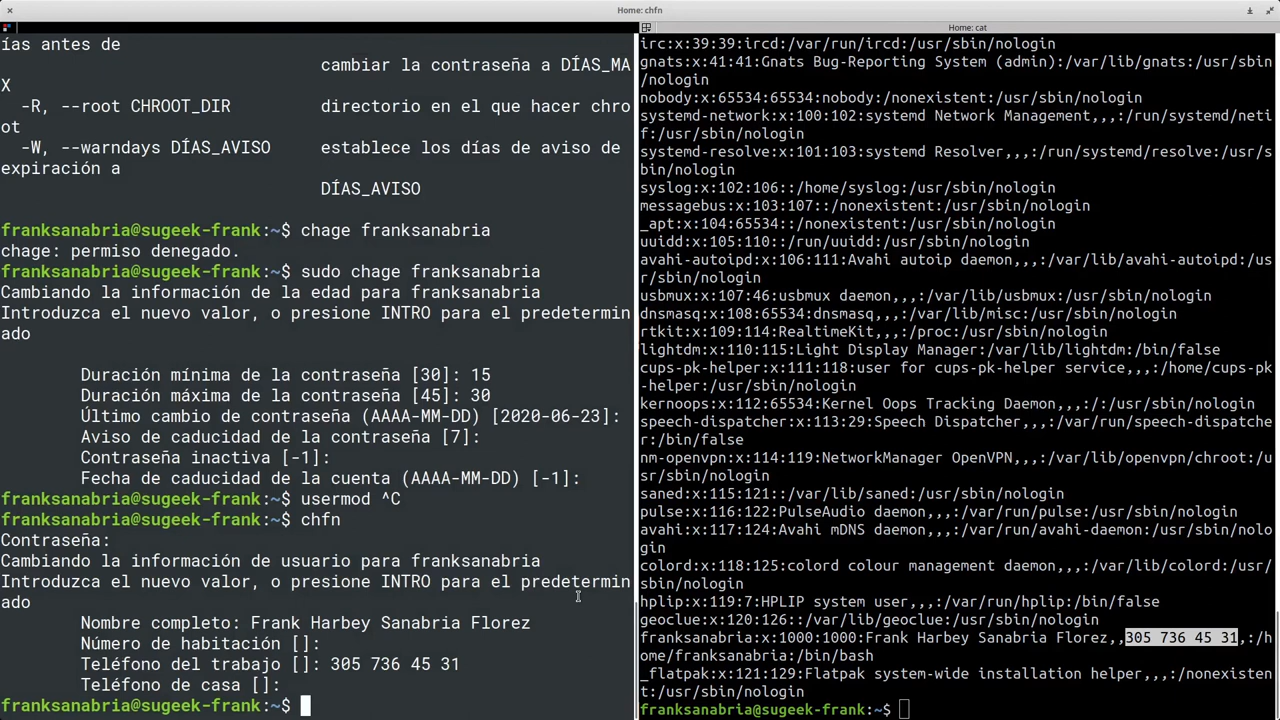 Home: chfn
ías antes de
cambiar la contraseña a DÍAS_MA
X
-R, --root CHROOT_DIR directorio en el que hacer chro
ot
-W, --warndays DÍAS_AVISO establece los días de aviso de
expiración a
DÍAS_AVISO
franksanabria@sugeek-frank:~$ chage franksanabria
chage: permiso denegado.
franksanabria@sugeek-frank:~$ sudo chage franksanabria
Cambiando la información de la edad para franksanabria
Introduzca el nuevo valor, o presione INTRO para el predetermin
ado
Duración mínima de la contraseña [30]: 15
Duración máxima de la contraseña [45]: 30
Último cambio de contraseña (AAAA-MM-DD) [2020-06-23]:
Aviso de caducidad de la contraseña [7]:
Contraseña inactiva [-1]:
Fecha de caducidad de la cuenta (AAAA-MM-DD) [-1]:
franksanabria@sugeek-frank:~$ usermod ^C
franksanabria@sugeek-frank:~$ chfn
Contraseña:
Cambiando la información de usuario para franksanabria
Introduzca el nuevo valor, o presione INTRO para el predetermin
ado
Nombre completo: Frank Harbey Sanabria Florez
Número de habitación []:
Teléfono del trabajo []: 305 736 45 31
Teléfono de casa []:
franksanabria@sugeek-frank:~$
Home: cat
irc:x:39:39:ircd:/var/run/ircd:/usr/sbin/nologin
gnats:x:41:41:Gnats Bug-Reporting System (admin):/var/lib/gnats:/usr/sbin
/nologin
nobody:x:65534:65534:nobody:/nonexistent:/usr/sbin/nologin
systemd-network:x:100:102:systemd Network Management,,,:/run/systemd/neti
f:/usr/sbin/nologin
systemd-resolve:x:101:103:systemd Resolver,,,:/run/systemd/resolve:/usr/s
bin/nologin
syslog:x:102:106::/home/syslog:/usr/sbin/nologin
messagebus:x:103:107::/nonexistent:/usr/sbin/nologin
_apt:x:104:65534::/nonexistent:/usr/sbin/nologin
uuidd:x:105:110::/run/uuidd:/usr/sbin/nologin
avahi-autoipd:x:106:111:Avahi autoip daemon,,,:/var/lib/avahi-autoipd:/us
r/sbin/nologin
usbmux:x:107:46:usbmux daemon,,,:/var/lib/usbmux:/usr/sbin/nologin
dnsmasq:x:108:65534:dnsmasq,,,:/var/lib/misc:/usr/sbin/nologin
rtkit:x:109:114:RealtimeKit,,,:/proc:/usr/sbin/nologin
lightdm:x:110:115:Light Display Manager:/var/lib/lightdm:/bin/false
cups-pk-helper:x:111:118:user for cups-pk-helper service,,,:/home/cups-pk
-helper:/usr/sbin/nologin
kernoops:x:112:65534:Kernel Oops Tracking Daemon,,,:/:/usr/sbin/nologin
speech-dispatcher:x:113:29:Speech Dispatcher,,,:/var/run/speech-dispatche
r:/bin/false
nm-openvpn:x:114:119:NetworkManager OpenVPN,,,:/var/lib/openvpn/chroot:/u
sr/sbin/nologin
saned:x:115:121::/var/lib/saned:/usr/sbin/nologin
pulse:x:116:122:PulseAudio daemon,,,:/var/run/pulse:/usr/sbin/nologin
avahi:x:117:124:Avahi mDNS daemon,,,:/var/run/avahi-daemon:/usr/sbin/nolo
gin
colord:x:118:125:colord colour management daemon,,,:/var/lib/colord:/usr/
sbin/nologin
hplip:x:119:7:HPLIP system user,,,:/var/run/hplip:/bin/false
geoclue:x:120:126::/var/lib/geoclue:/usr/sbin/nologin
franksanabria:x:1000:1000:Frank Harbey Sanabria Florez,,305 736 45 31,:/h
ome/franksanabria:/bin/bash
_flatpak:x:121:129:Flatpak system-wide installation helper,,,:/nonexisten
t:/usr/sbin/nologin
franksanabria@sugeek-frank:~$